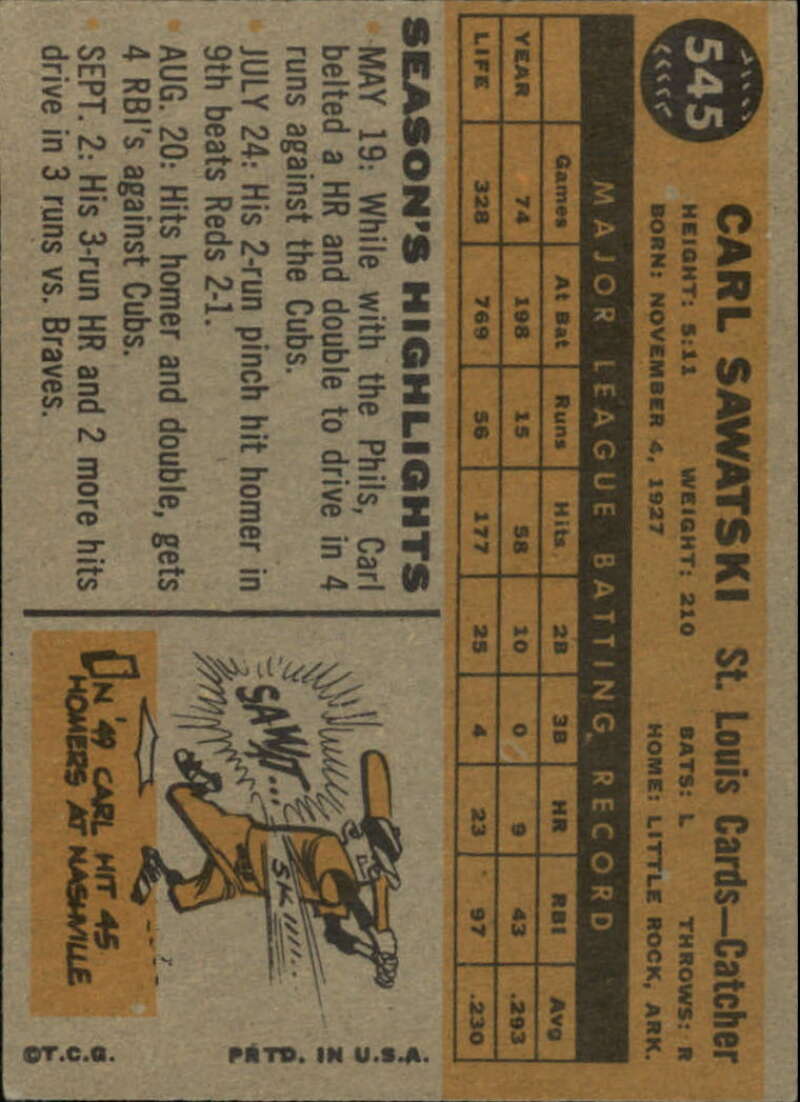 545
CARL SAWATSKI St. Louis Cards—Catcher
HEIGHT: 5:11 WEIGHT: 210 BATS: L THROWS: R
BORN: NOVEMBER 4, 1927 HOME: LITTLE ROCK, ARK.
MAJOR LEAGUE BATTING RECORD
Games At Bat Runs Hits 2B 3B HR RBI Avg
YEAR 74 198 15 58 10 0 9 43 .293
LIFE 328 769 56 177 25 4 23 97 .230
SEASON'S HIGHLIGHTS
MAY 19: While with the Phils, Carl
belted a HR and double to drive in 4
runs against the Cubs.
JULY 24: His 2-run pinch hit homer in
9th beats Reds 2-1.
AUG. 20: Hits homer and double, gets
4 RBI's against Cubs.
SEPT. 2: His 3-run HR and 2 more hits
drive in 3 runs vs. Braves.
SAWT...
SKIIII...
IN '49 CARL HIT 45
HOMERS AT NASHVILLE
©T.C.G. PRTD. IN U.S.A.